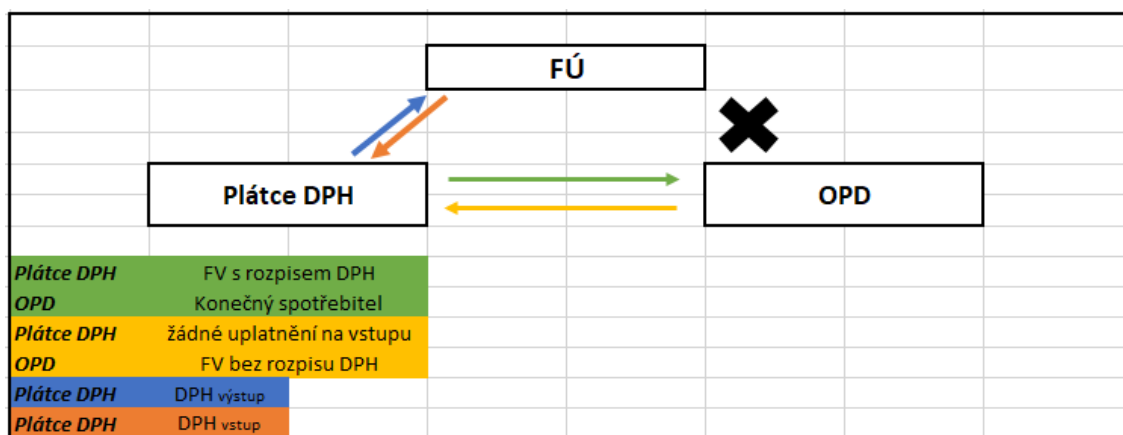 FÚ
Plátce DPH OPD
Plátce DPH FV s rozpisem DPH
OPD Konečný spotřebitel
Plátce DPH žádné uplatnění na vstupu
OPD FV bez rozpisu DPH
Plátce DPH DPH výstup
Plátce DPH DPH vstup